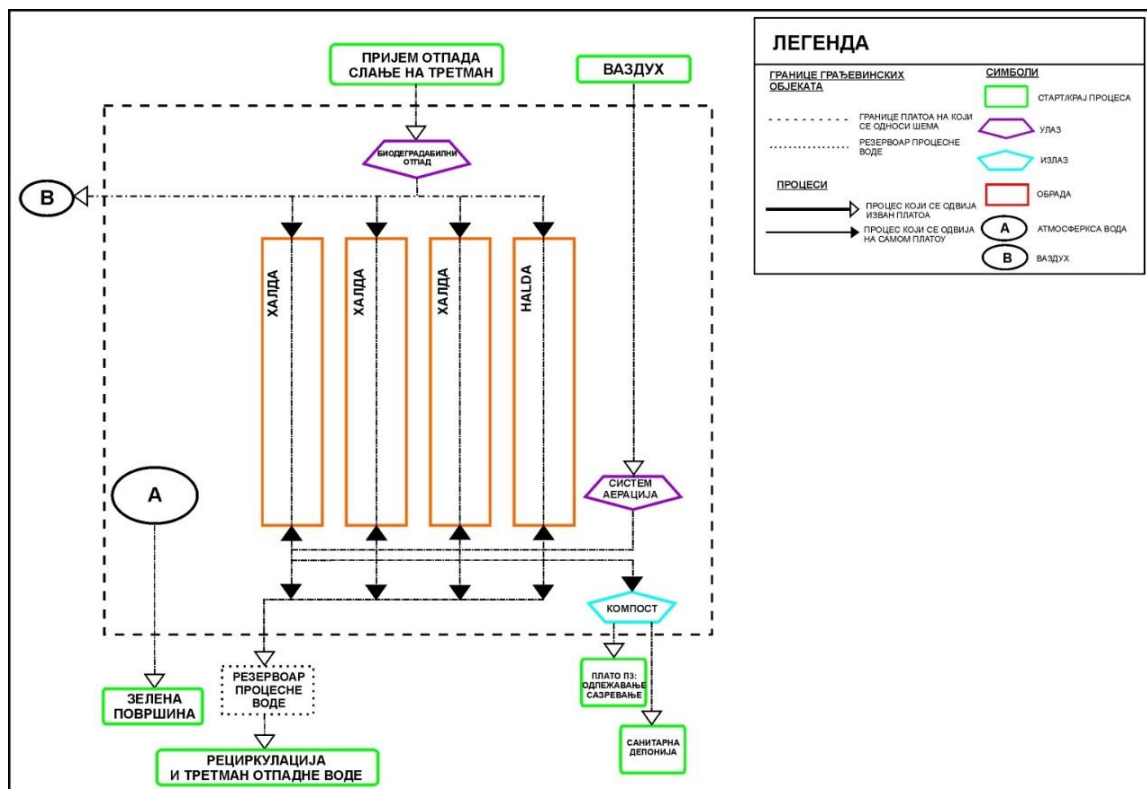 ПРИЈЕМ ОТПАДА
СЛАЊЕ НА ТРЕТМАН
ВАЗДУХ
БИОДЕГРАДАБИЛНИ
ОТПАД
B
ХАЛДА
ХАЛДА
ХАЛДА
HALDA
A
СИСТЕМ
АЕРАЦИЈА
КОМПОСТ
ЗЕЛЕНА
ПОВРШИНА
РЕЗЕРВОАР
ПРОЦЕСНЕ
ВОДЕ
РЕЦИРКУЛАЦИЈА
И ТРЕТМАН ОТПАДНЕ ВОДЕ
ПЛАТО П3:
ОДЛЕЖАВАЊЕ
САЗРЕВАЊЕ
САНИТАРНА
ДЕПОНИЈА
ЛЕГЕНДА
ГРАНИЦЕ ГРАЂЕВИНСКИХ
ОБЈЕКАТА
ГРАНИЦЕ ПЛАТОА НА КОЈИ
СЕ ОДНОСИ ШЕМА
РЕЗЕРВОАР ПРОЦЕСНЕ
ВОДЕ
ПРОЦЕСИ
ПРОЦЕС КОЈИ СЕ ОДВИЈА
ИЗВАН ПЛАТОА
ПРОЦЕС КОЈИ СЕ ОДВИЈА
НА САМОМ ПЛАТОУ
СИМБОЛИ
СТАРТ/КРАЈ ПРОЦЕСА
УЛАЗ
ИЗЛАЗ
ОБРАДА
A
АТМОСФЕРКСА ВОДА
B
ВАЗДУХ